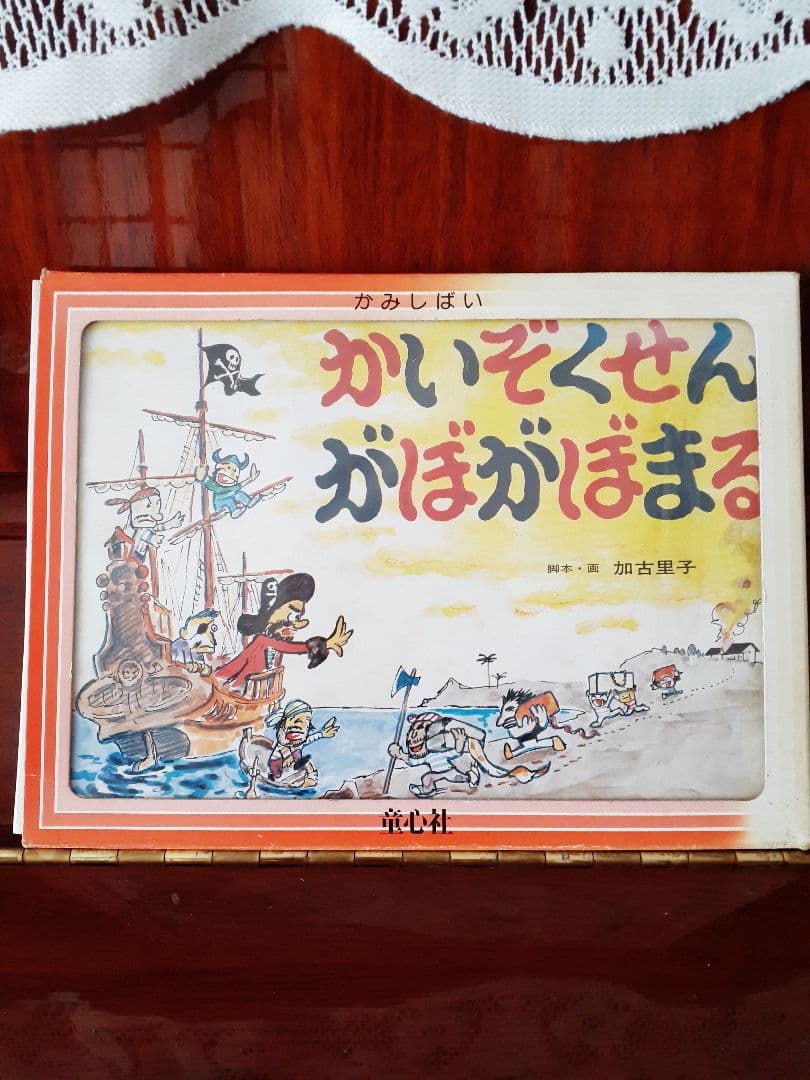 かみしばい
かいぞくせん
がぼがぼまる
脚本・画 加古里子
童心社